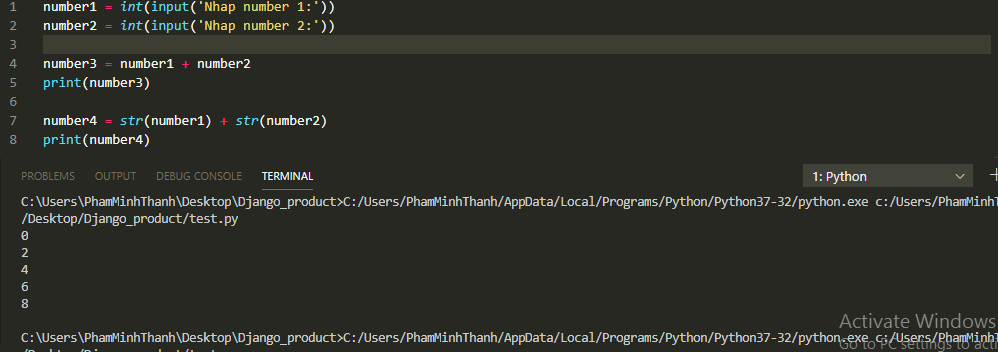 1 number1 = int(input('Nhap number 1:'))
2 number2 = int(input('Nhap number 2:'))
3
4 number3 = number1 + number2
5 print(number3)
6
7 number4 = str(number1) + str(number2)
8 print(number4)
PROBLEMS OUTPUT DEBUG CONSOLE TERMINAL 1: Python
C:\Users\PhamMinhThanh\Desktop\Django_product>C:/Users/PhamMinhThanh/AppData/Local/Programs/Python/Python37-32/python.exe c:/Users/PhamMinhT
/Desktop/Django_product/test.py
0
2
4
6
8
Activate Windows
C:\Users\PhamMinhThanh\Desktop\Django_product>C:/Users/PhamMinhThanh/AppData/Local/Programs/Python/Python37-32/python.exe c:/Users/PhamMinhT
Go to PC settings to acti